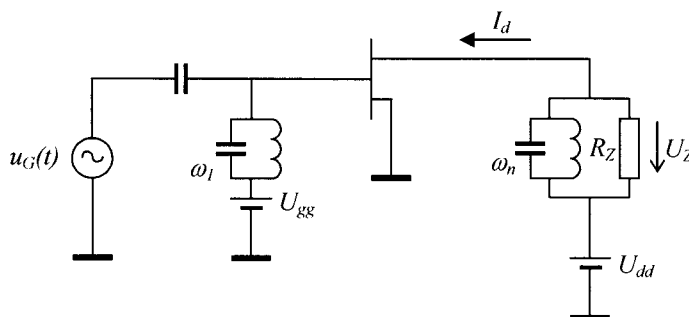 I_d
u_G(t)
ω_1
U_gg
ω_n
R_Z
U_Z
U_dd